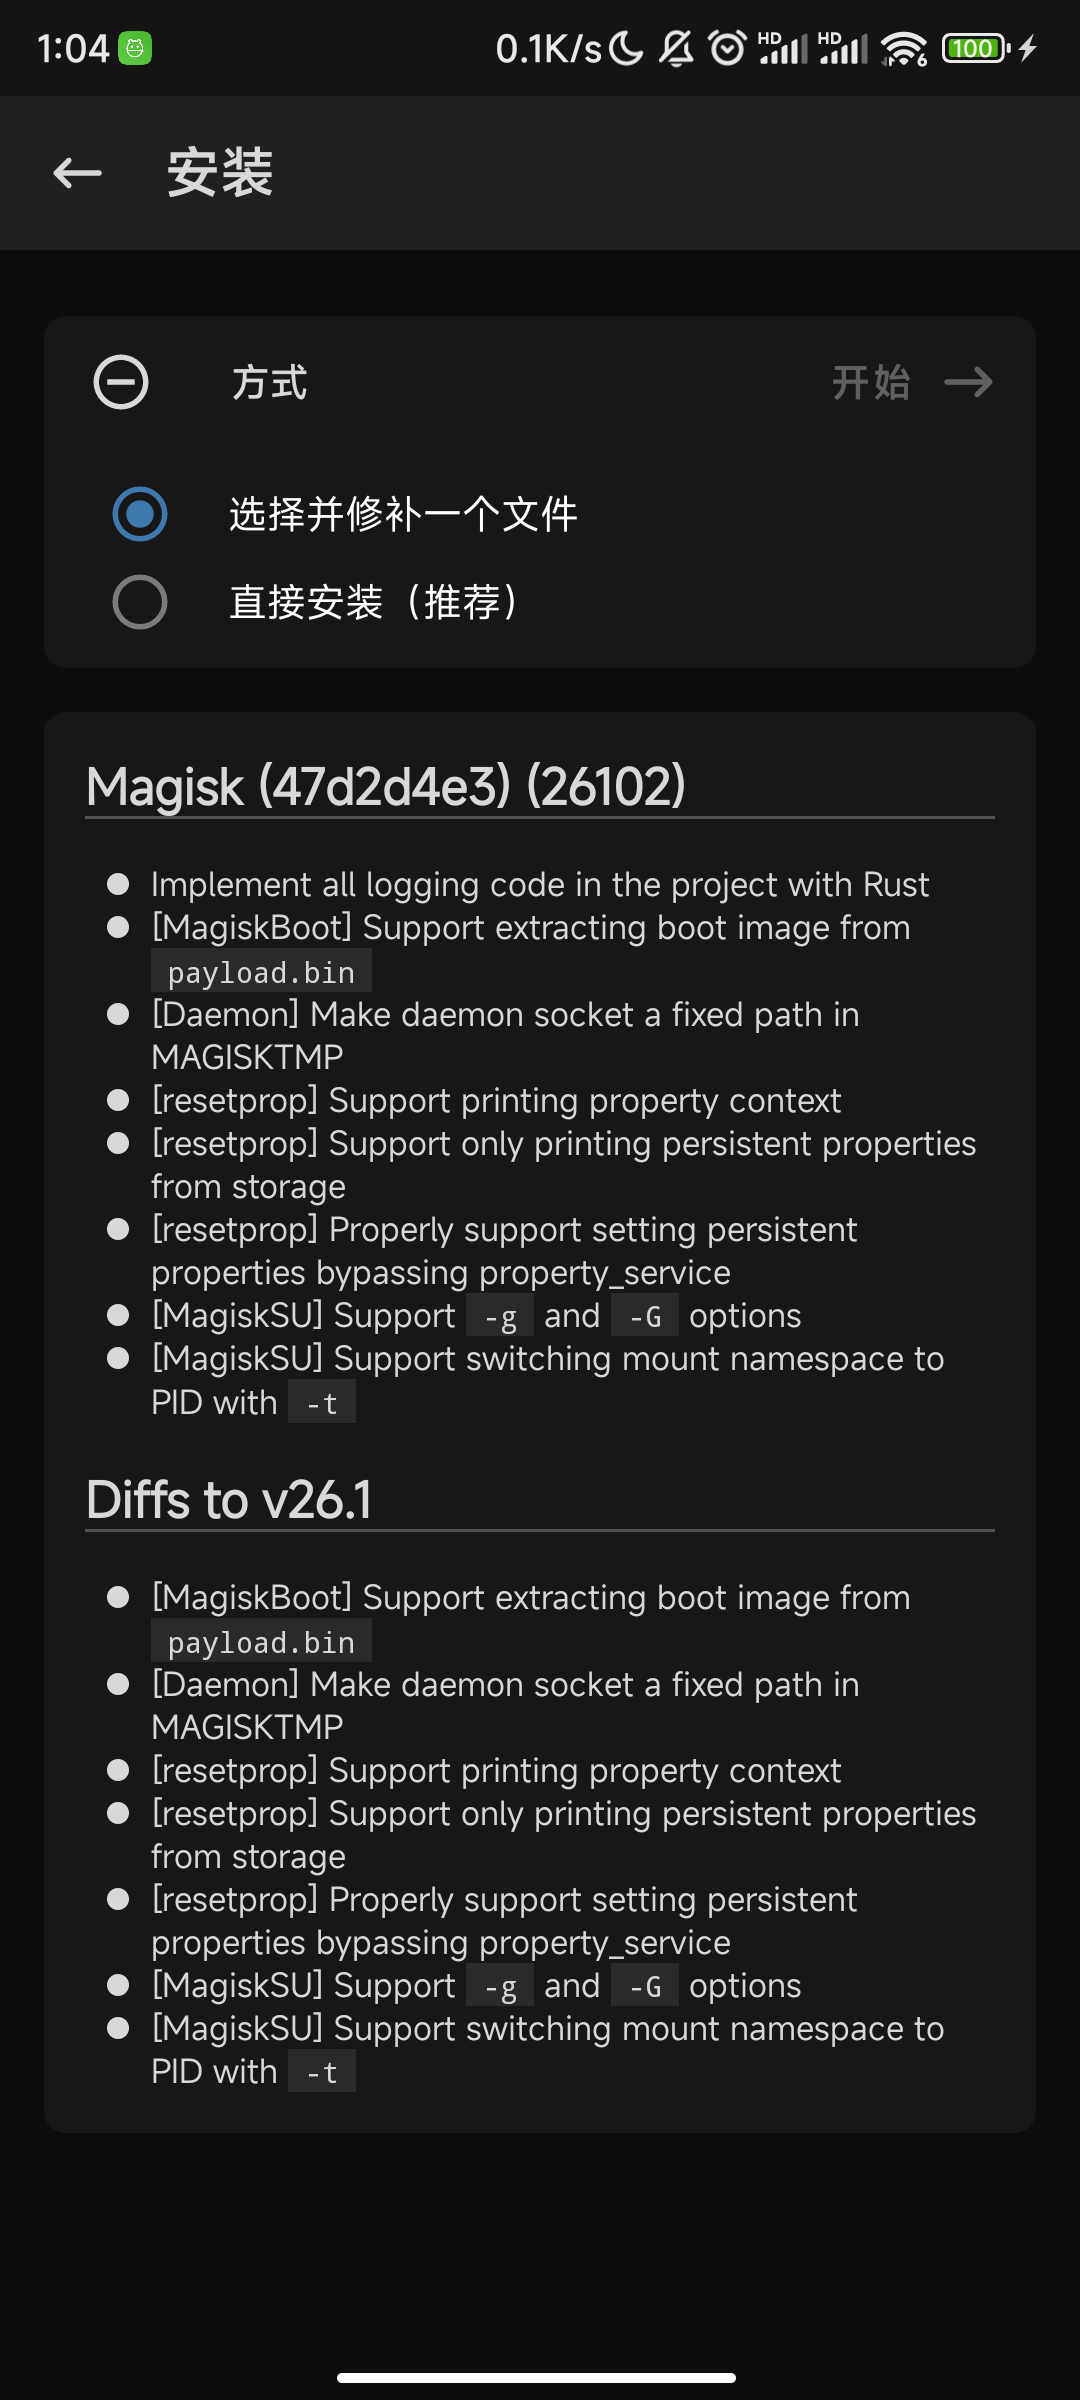 1:04
0.1K/s
HD
HD
6
100
安装
方式
开始
选择并修补一个文件
直接安装（推荐）
Magisk (47d2d4e3) (26102)
Implement all logging code in the project with Rust
[MagiskBoot] Support extracting boot image from
payload.bin
[Daemon] Make daemon socket a fixed path in
MAGISKTMP
[resetprop] Support printing property context
[resetprop] Support only printing persistent properties
from storage
[resetprop] Properly support setting persistent
properties bypassing property_service
[MagiskSU] Support -g and -G options
[MagiskSU] Support switching mount namespace to
PID with -t
Diffs to v26.1
[MagiskBoot] Support extracting boot image from
payload.bin
[Daemon] Make daemon socket a fixed path in
MAGISKTMP
[resetprop] Support printing property context
[resetprop] Support only printing persistent properties
from storage
[resetprop] Properly support setting persistent
properties bypassing property_service
[MagiskSU] Support -g and -G options
[MagiskSU] Support switching mount namespace to
PID with -t